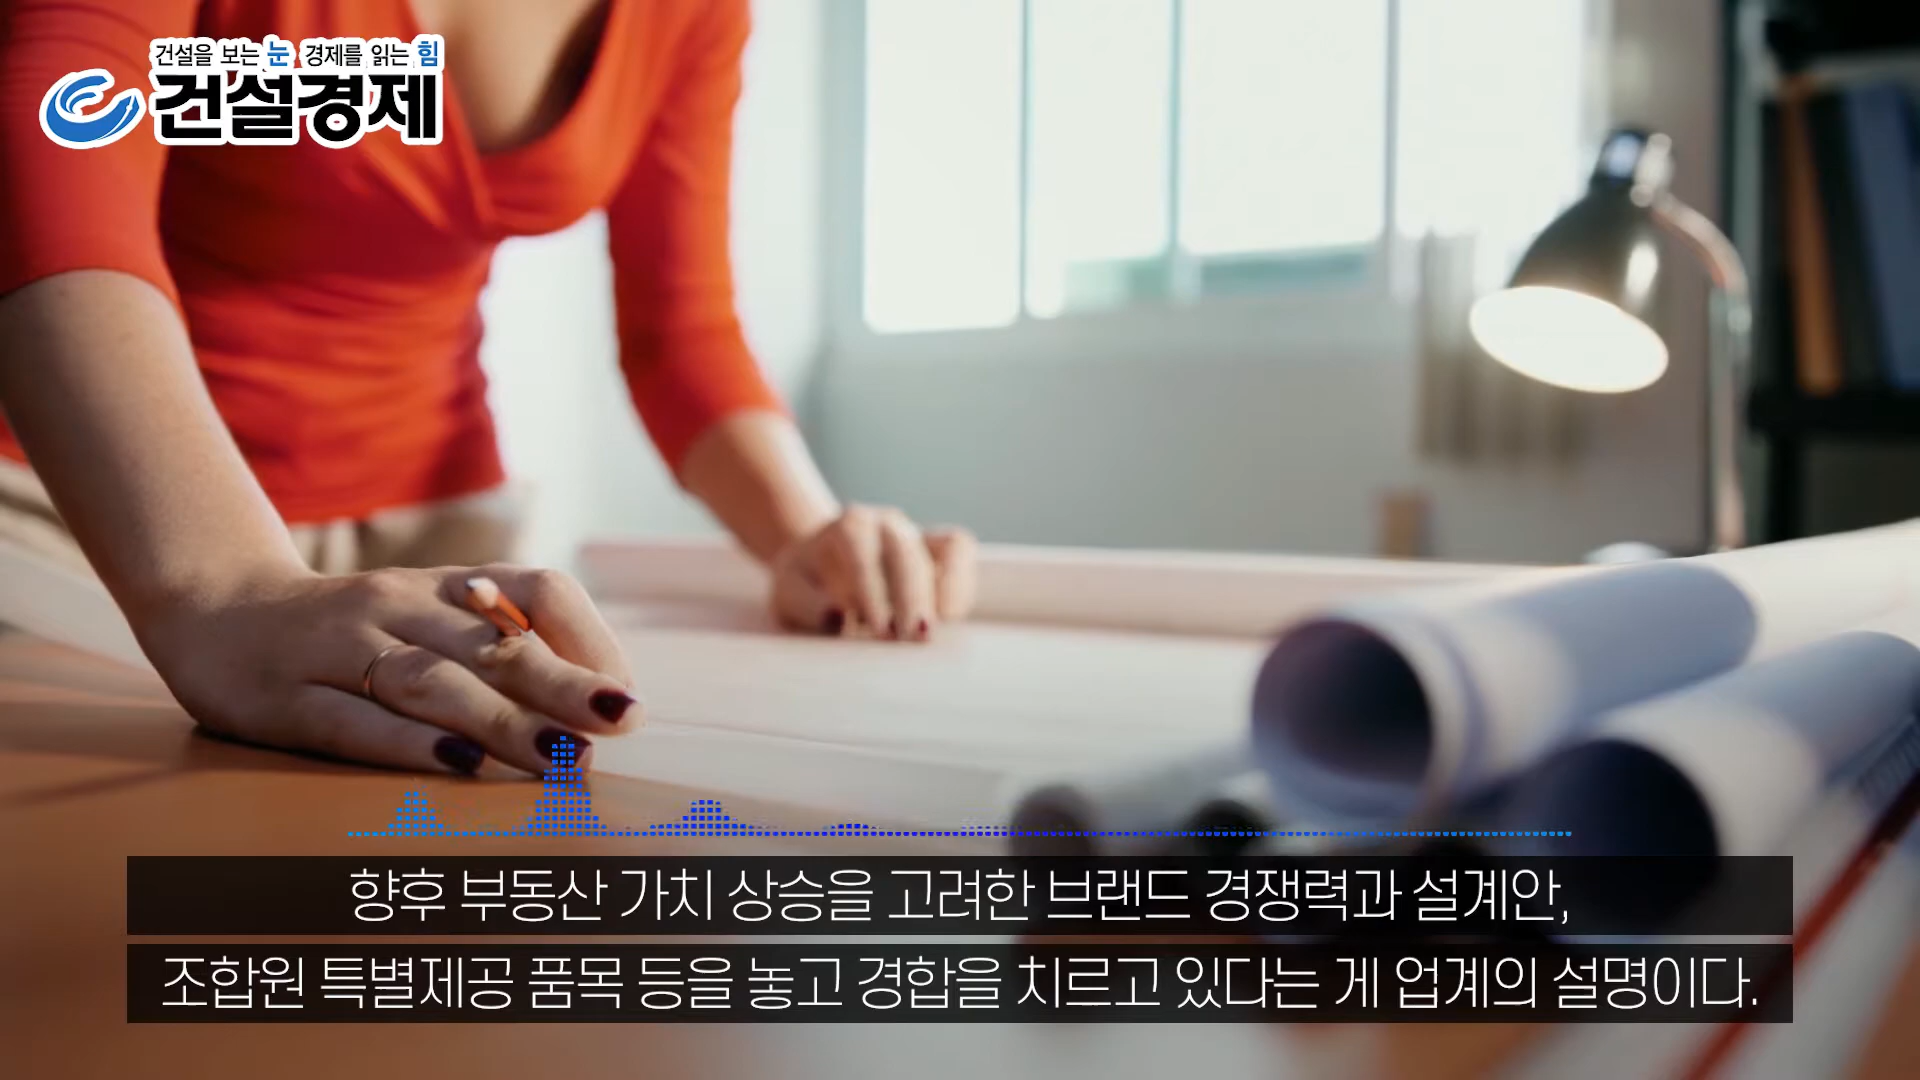 건설을 보는 눈 경제를 읽는 힘
건설경제
향후 부동산 가치 상승을 고려한 브랜드 경쟁력과 설계안,
조합원 특별제공 품목 등을 놓고 경합을 치르고 있다는 게 업계의 설명이다.